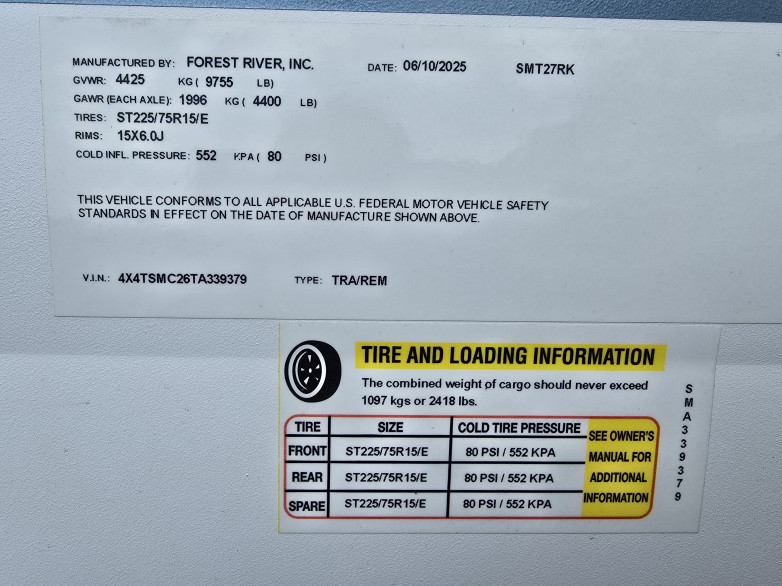 MANUFACTURED BY: FOREST RIVER, INC. DATE: 06/10/2025 SMT27RK
GVWR: 4425 KG ( 9755 LB)
GAWR (EACH AXLE): 1996 KG ( 4400 LB)
TIRES: ST225/75R15/E
RIMS: 15X6.0J
COLD INFL. PRESSURE: 552 KPA ( 80 PSI)
THIS VEHICLE CONFORMS TO ALL APPLICABLE U.S. FEDERAL MOTOR VEHICLE SAFETY
STANDARDS IN EFFECT ON THE DATE OF MANUFACTURE SHOWN ABOVE.
V.I.N.: 4X4TSMC26TA339379 TYPE: TRA/REM
TIRE AND LOADING INFORMATION
The combined weight of cargo should never exceed
1097 kgs or 2418 lbs.
TIRE SIZE COLD TIRE PRESSURE
FRONT ST225/75R15/E 80 PSI / 552 KPA
REAR ST225/75R15/E 80 PSI / 552 KPA
SPARE ST225/75R15/E 80 PSI / 552 KPA
SEE OWNER'S
MANUAL FOR
ADDITIONAL
INFORMATION
SMA339379